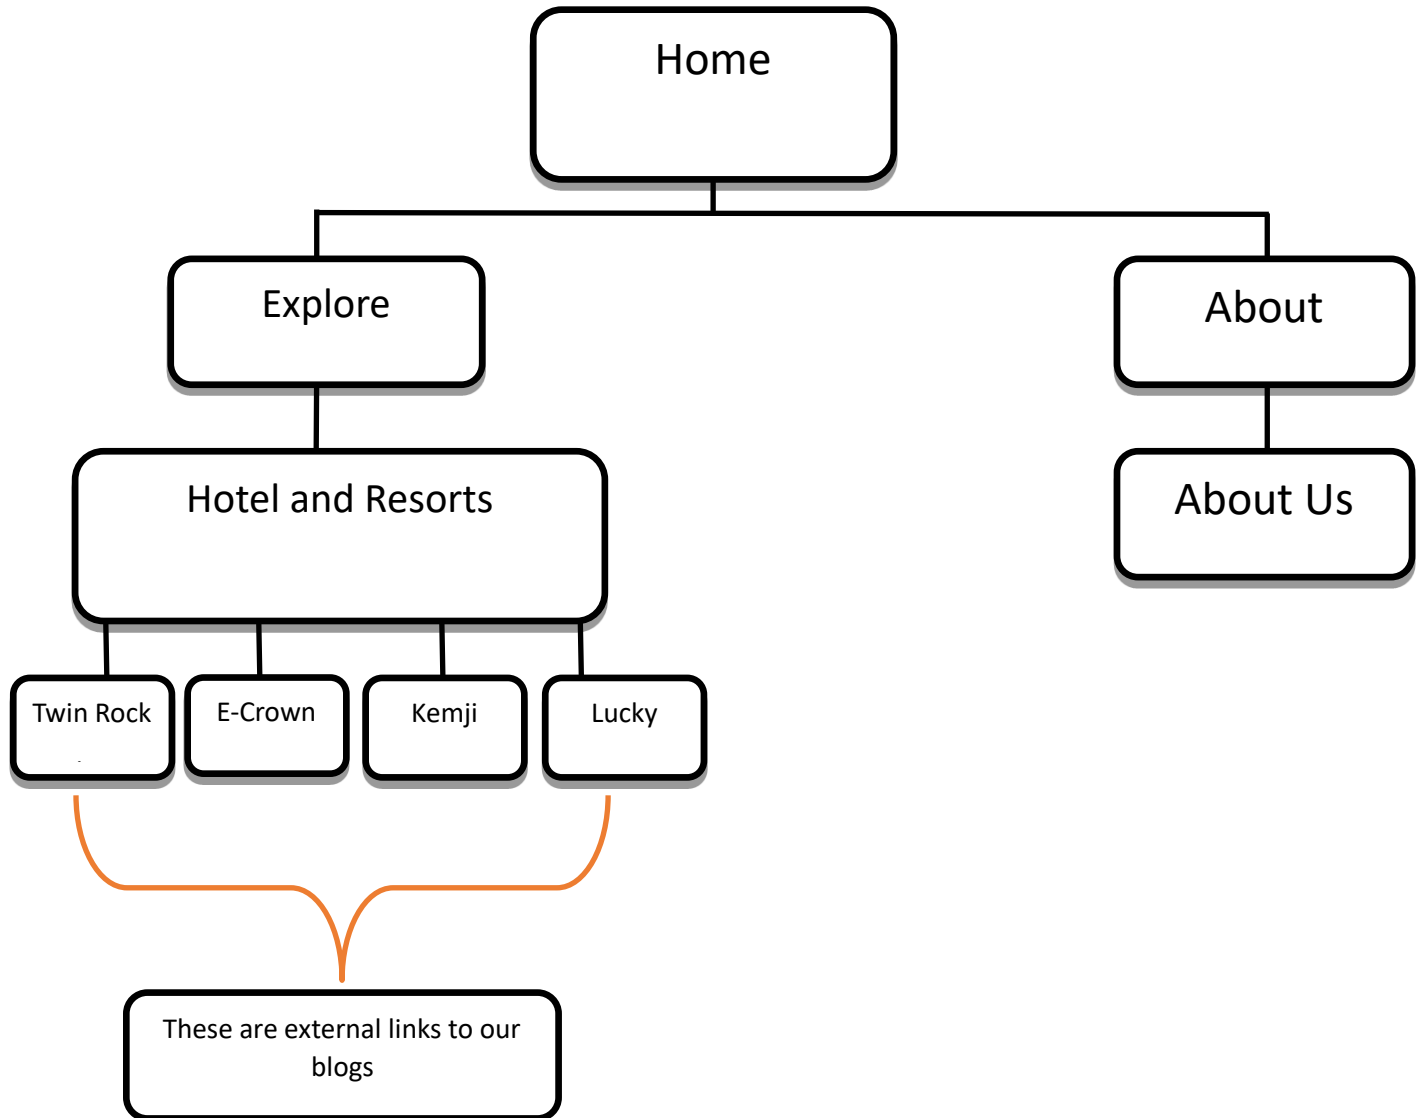 Home
Explore
About
Hotel and Resorts
About Us
Twin Rock
E-Crown
Kemji
Lucky
These are external links to our
blogs